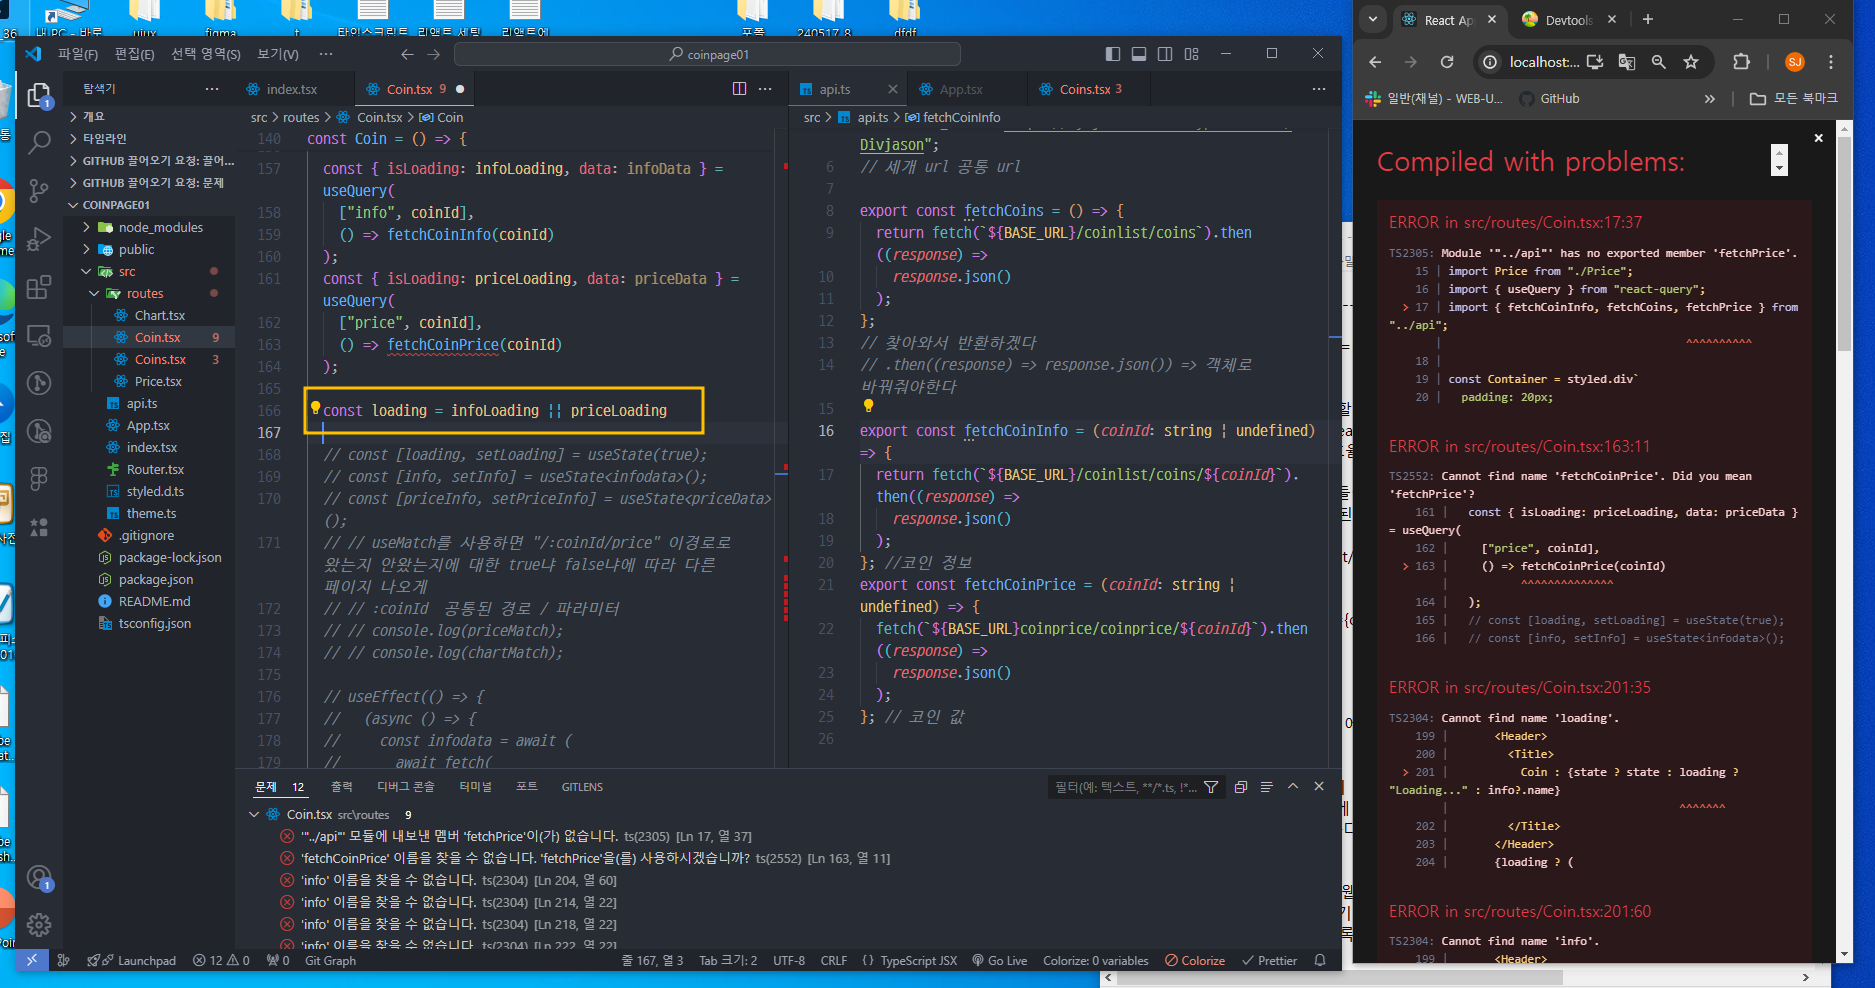 내 PC - 바로
uiux
figma
t
타입스크립트
리액트 세팅
리액트에
포폴
240517_8
dfdf
파일(F) 편집(E) 선택 영역(S) 보기(V) ···
coinpage01
탐색기 ···
개요
타임라인
GITHUB 끌어오기 요청: 끌어...
GITHUB 끌어오기 요청: 문제
COINPAGE01
node_modules
public
src
routes
Chart.tsx
Coin.tsx 9
Coins.tsx 3
Price.tsx
api.ts
App.tsx
index.tsx
Router.tsx
styled.d.ts
theme.ts
.gitignore
package-lock.json
package.json
README.md
tsconfig.json
index.tsx
Coin.tsx 9
src > routes > Coin.tsx > Coin
140 const Coin = () => {
157 const { isLoading: infoLoading, data: infoData } =
useQuery(
158 ["info", coinId],
159 () => fetchCoinInfo(coinId)
160 );
161 const { isLoading: priceLoading, data: priceData } =
useQuery(
162 ["price", coinId],
163 () => fetchCoinPrice(coinId)
164 );
165
166 const loading = infoLoading || priceLoading
167
168 // const [loading, setLoading] = useState(true);
169 // const [info, setInfo] = useState<infodata>();
170 // const [priceInfo, setPriceInfo] = useState<priceData>
();
171 // // useMatch를 사용하면 "/:coinId/price" 이경로로
왔는지 안왔는지에 대한 true냐 false냐에 따라 다른
페이지 나오게
172 // // :coinId 공통된 경로 / 파라미터
173 // // console.log(priceMatch);
174 // // console.log(chartMatch);
175
176 // useEffect(() => {
177 // (async () => {
178 // const infodata = await (
179 // await fetch(
api.ts
App.tsx
Coins.tsx 3
src > api.ts > fetchCoinInfo
Divjason";
6 // 세개 url 공통 url
7
8 export const fetchCoins = () => {
9 return fetch(`${BASE_URL}/coinlist/coins`).then
((response) =>
10 response.json()
11 );
12 };
13 // 찾아와서 반환하겠다
14 // .then((response) => response.json()) => 객체로
바꿔줘야한다
15
16 export const fetchCoinInfo = (coinId: string | undefined)
=> {
17 return fetch(`${BASE_URL}/coinlist/coins/${coinId}`).
then((response) =>
18 response.json()
19 );
20 }; //코인 정보
21 export const fetchCoinPrice = (coinId: string |
undefined) => {
22 fetch(`${BASE_URL}coinprice/coinprice/${coinId}`).then
((response) =>
23 response.json()
24 );
25 }; // 코인 값
26
문제 12 출력 디버그 콘솔 터미널 포트 GITLENS
필터(예: 텍스트, **/*.ts, !*...
Coin.tsx src\routes 9
'"../api"' 모듈에 내보낸 멤버 'fetchPrice'이(가) 없습니다. ts(2305) [Ln 17, 열 37]
'fetchCoinPrice' 이름을 찾을 수 없습니다. 'fetchPrice'을(를) 사용하시겠습니까? ts(2552) [Ln 163, 열 11]
'info' 이름을 찾을 수 없습니다. ts(2304) [Ln 204, 열 60]
'info' 이름을 찾을 수 없습니다. ts(2304) [Ln 214, 열 22]
'info' 이름을 찾을 수 없습니다. ts(2304) [Ln 218, 열 22]
'info' 이름을 찾을 수 없습니다. ts(2304) [Ln 222, 열 22]
Launchpad 12 0 0 Git Graph 줄 167, 열 3 Tab 크기: 2 UTF-8 CRLF {} TypeScript JSX Go Live Colorize: 0 variables Colorize Prettier
React Ap
Devtools
localhost:...
SJ
일반(채널) - WEB-U...
GitHub
모든 북마크
Compiled with problems:
ERROR in src/routes/Coin.tsx:17:37
TS2305: Module '"../api"' has no exported member 'fetchPrice'.
15 | import Price from "./Price";
16 | import { useQuery } from "react-query";
> 17 | import { fetchCoinInfo, fetchCoins, fetchPrice } from
"../api";
| ^^^^^^^^^^
18 |
19 | const Container = styled.div`
20 | padding: 20px;
ERROR in src/routes/Coin.tsx:163:11
TS2552: Cannot find name 'fetchCoinPrice'. Did you mean
'fetchPrice'?
161 | const { isLoading: priceLoading, data: priceData }
= useQuery(
162 | ["price", coinId],
> 163 | () => fetchCoinPrice(coinId)
| ^^^^^^^^^^^^^^
164 | );
165 | // const [loading, setLoading] = useState(true);
166 | // const [info, setInfo] = useState<infodata>();
ERROR in src/routes/Coin.tsx:201:35
TS2304: Cannot find name 'loading'.
199 | <Header>
200 | <Title>
> 201 | Coin : {state ? state : loading ?
"Loading..." : info?.name}
| ^^^^^^^
202 | </Title>
203 | </Header>
204 | {loading ? (
ERROR in src/routes/Coin.tsx:201:60
TS2304: Cannot find name 'info'.
199 | <Header>